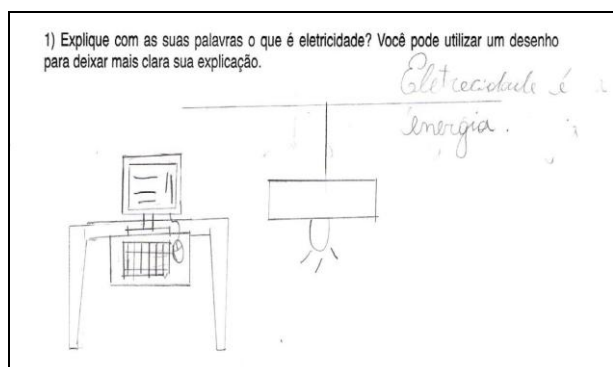 1) Explique com as suas palavras o que é eletricidade? Você pode utilizar um desenho
para deixar mais clara sua explicação.
Eletrecidade é
energia.